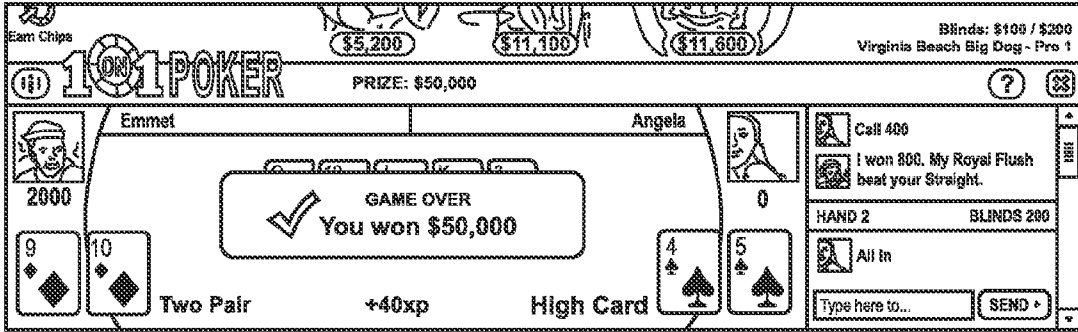 Earn Chips
$5,200
$11,100
$11,600
Blinds: $100 / $200
Virginia Beach Big Dog - Pro 1
1 ON 1 POKER
PRIZE: $50,000
?
Emmet
Angela
2000
0
GAME OVER
You won $50,000
9
10
4
5
Two Pair
+40xp
High Card
Call 400
I won 800. My Royal Flush
beat your Straight.
HAND 2
BLINDS 200
All In
Type here to...
SEND